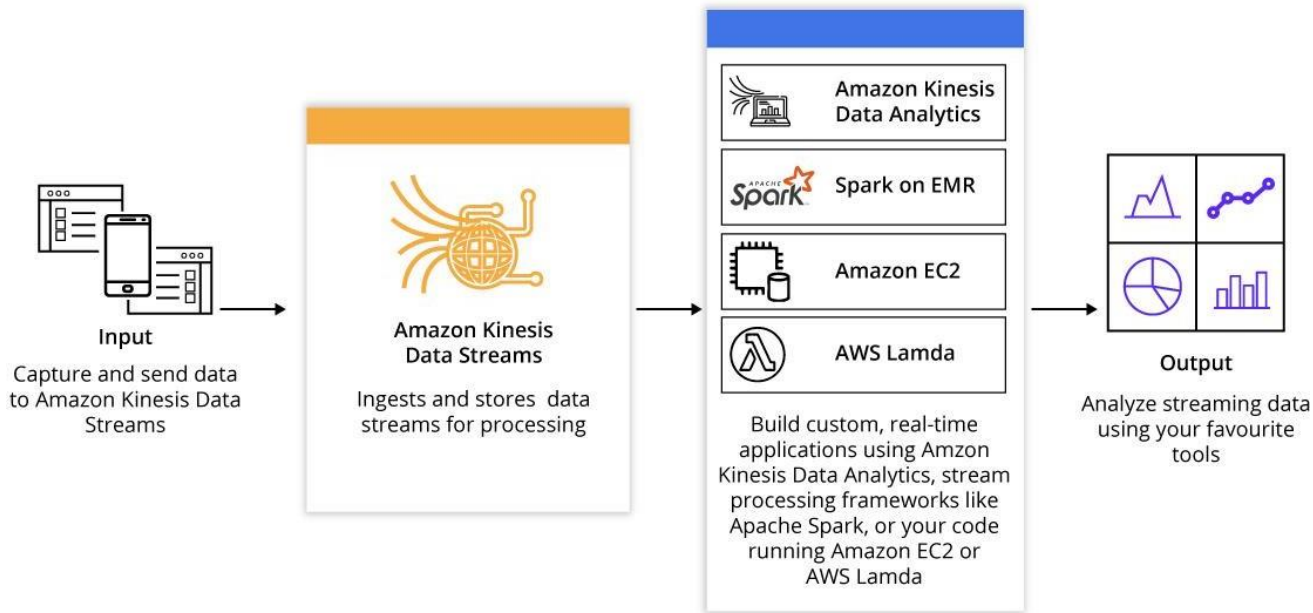 Input
Capture and send data
to Amazon Kinesis Data
Streams
Amazon Kinesis
Data Streams
Ingests and stores data
streams for processing
Amazon Kinesis
Data Analytics
APACHE
Spark
Spark on EMR
Amazon EC2
AWS Lamda
Build custom, real-time
applications using Amzon
Kinesis Data Analytics, stream
processing frameworks like
Apache Spark, or your code
running Amazon EC2 or
AWS Lamda
Output
Analyze streaming data
using your favourite
tools